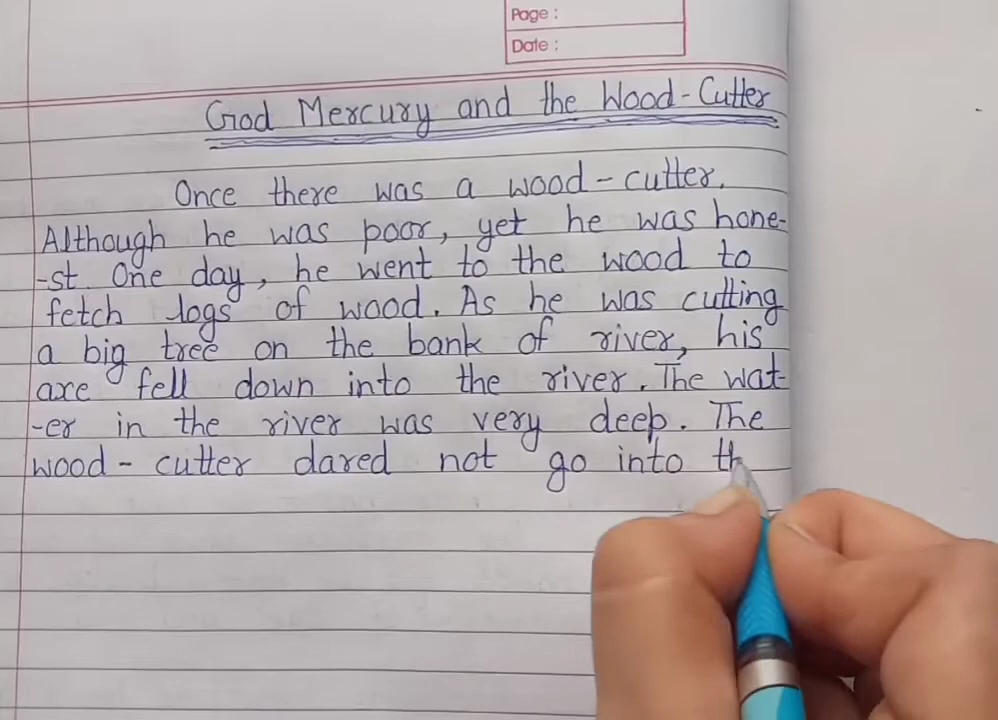 Page :
Date :
God Mercury and the Wood-Cutter
Once there was a wood-cutter.
Although he was poor, yet he was hone-
-st. One day, he went to the wood to
fetch logs of wood. As he was cutting
a big tree on the bank of river, his
axe fell down into the river. The wat-
-er in the river was very deep. The
wood-cutter dared not go into th